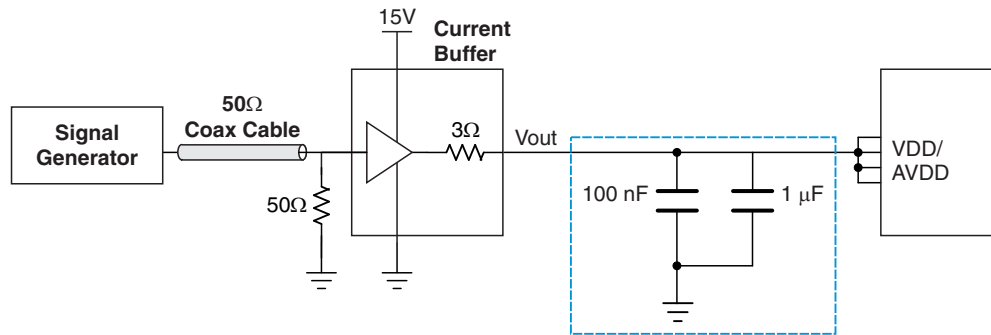 15V
Current
Buffer
50Ω
Coax Cable
Signal
Generator
3Ω
Vout
50Ω
100 nF
1 μF
VDD/
AVDD